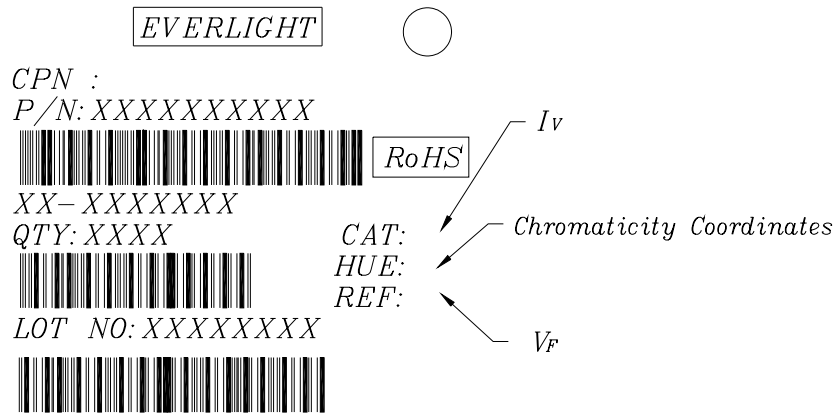 EVERLIGHT
CPN :
P/N: XXXXXXXXXX
RoHS
XX-XXXXXXX
QTY: XXXX
CAT:
HUE:
REF:
LOT NO: XXXXXXXX
Iv
Chromaticity Coordinates
VF